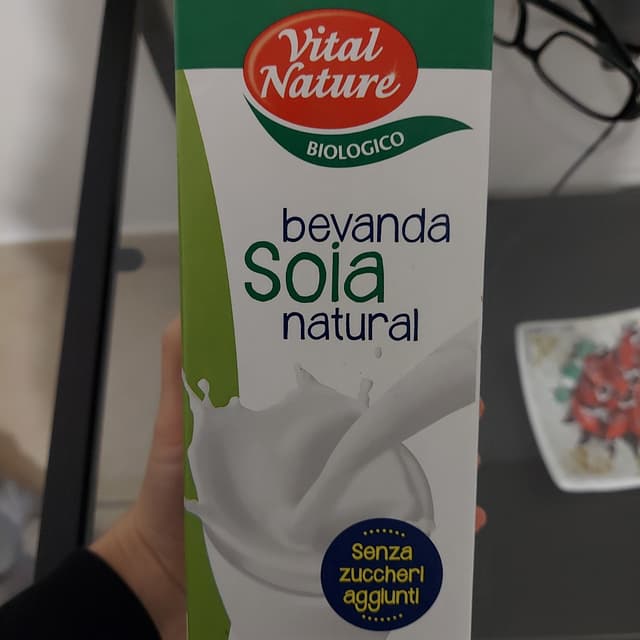 Vital
Nature
BIOLOGICO
bevanda
Soia
natural
Senza
zuccheri
aggiunti